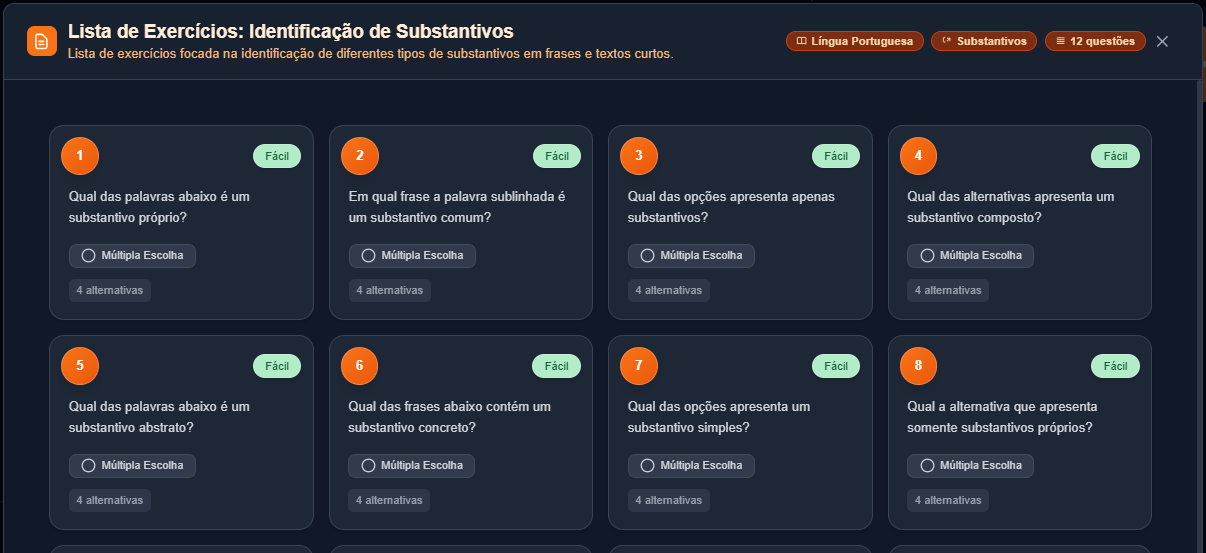 Lista de Exercícios: Identificação de Substantivos
Lista de exercícios focada na identificação de diferentes tipos de substantivos em frases e textos curtos.
Língua Portuguesa
Substantivos
12 questões
1
Fácil
Qual das palavras abaixo é um
substantivo próprio?
Múltipla Escolha
4 alternativas
2
Fácil
Em qual frase a palavra sublinhada é
um substantivo comum?
Múltipla Escolha
4 alternativas
3
Fácil
Qual das opções apresenta apenas
substantivos?
Múltipla Escolha
4 alternativas
4
Fácil
Qual das alternativas apresenta um
substantivo composto?
Múltipla Escolha
4 alternativas
5
Fácil
Qual das palavras abaixo é um
substantivo abstrato?
Múltipla Escolha
4 alternativas
6
Fácil
Qual das frases abaixo contém um
substantivo concreto?
Múltipla Escolha
4 alternativas
7
Fácil
Qual das opções apresenta um
substantivo simples?
Múltipla Escolha
4 alternativas
8
Fácil
Qual a alternativa que apresenta
somente substantivos próprios?
Múltipla Escolha
4 alternativas